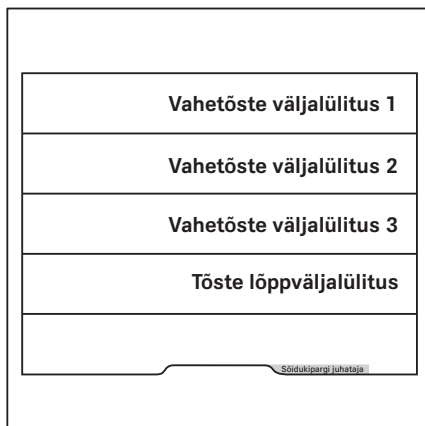 Vahetõste väljalülitus 1
Vahetõste väljalülitus 2
Vahetõste väljalülitus 3
Tõste lõppväljalülitus
Sõidukipargi juhataja